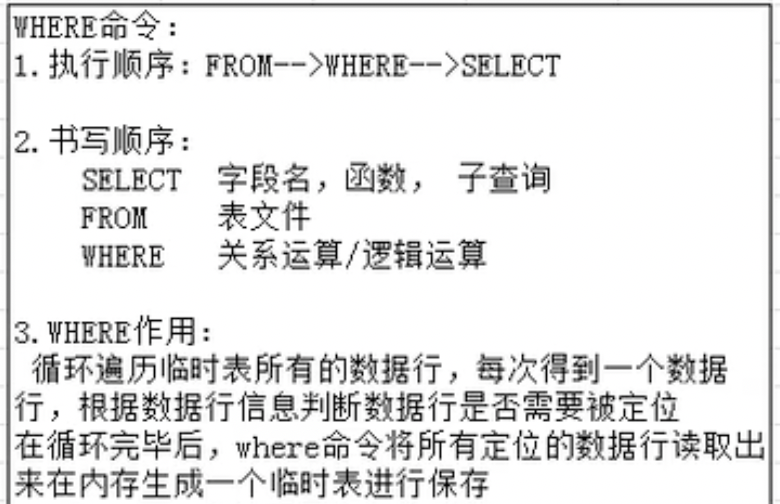 WHERE命令：
1.执行顺序：FROM-->WHERE-->SELECT
2.书写顺序：
SELECT 字段名，函数， 子查询
FROM 表文件
WHERE 关系运算/逻辑运算
3.WHERE作用：
循环遍历临时表所有的数据行，每次得到一个数据
行，根据数据行信息判断数据行是否需要被定位
在循环完毕后，where命令将所有定位的数据行读取出
来在内存生成一个临时表进行保存